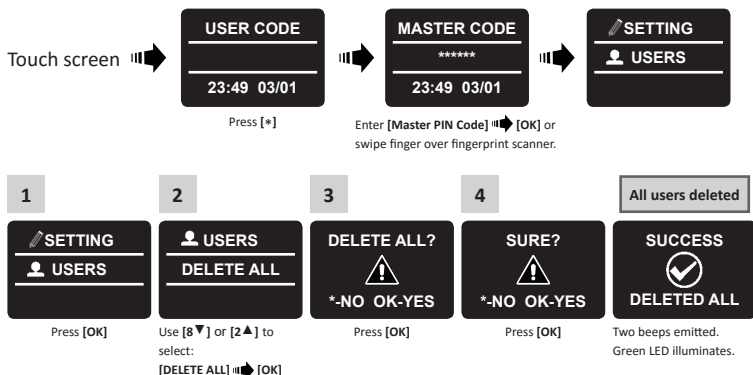 Touch screen
USER CODE
23:49 03/01
Press [*]
MASTER CODE
******
23:49 03/01
Enter [Master PIN Code] [OK] or
swipe finger over fingerprint scanner.
SETTING
USERS
1
SETTING
USERS
Press [OK]
2
USERS
DELETE ALL
Use [8▼] or [2▲] to
select:
[DELETE ALL] [OK]
3
DELETE ALL?
*-NO OK-YES
Press [OK]
4
SURE?
*-NO OK-YES
Press [OK]
All users deleted
SUCCESS
DELETED ALL
Two beeps emitted.
Green LED illuminates.